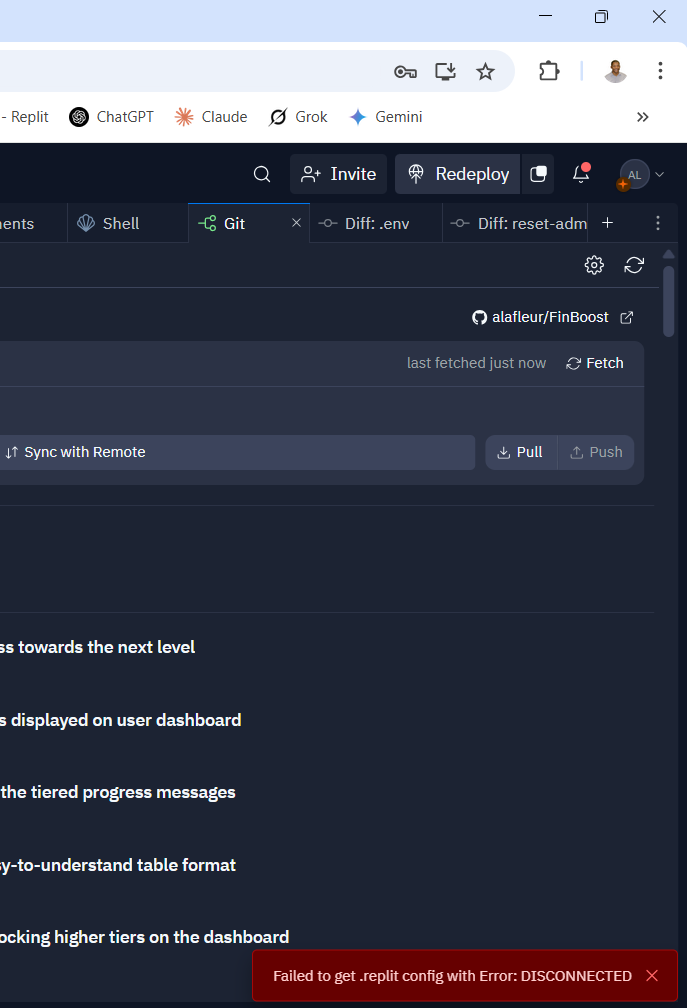 - Replit ChatGPT Claude Grok Gemini »
Invite Redeploy AL
ents Shell Git Diff: .env Diff: reset-adm
alafleur/FinBoost
last fetched just now Fetch
Sync with Remote Pull Push
ss towards the next level
s displayed on user dashboard
the tiered progress messages
sy-to-understand table format
ocking higher tiers on the dashboard
Failed to get .replit config with Error: DISCONNECTED